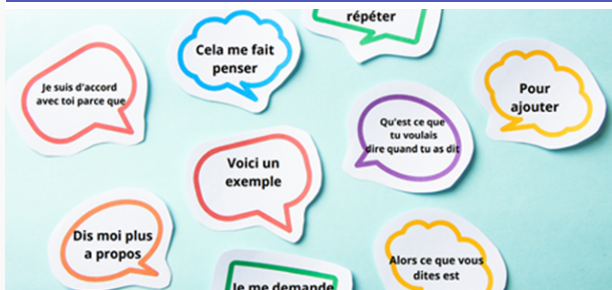 répéter
Cela me fait
penser
Je suis d'accord
avec toi parce que
Pour
ajouter
Qu'est ce que
tu voulais
dire quand tu as dit
Voici un
exemple
Dis moi plus
a propos
Alors ce que vous
dites est
Je me demande